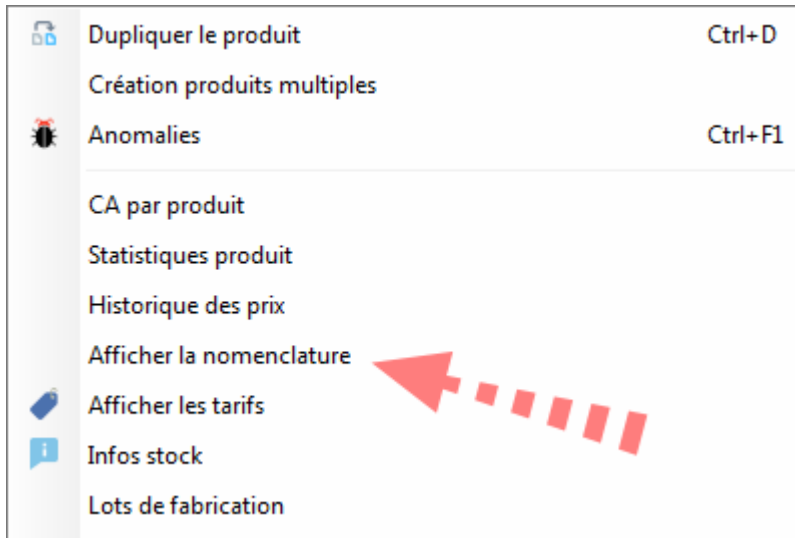 Dupliquer le produit Ctrl+D
Création produits multiples
Anomalies Ctrl+F1
CA par produit
Statistiques produit
Historique des prix
Afficher la nomenclature
Afficher les tarifs
Infos stock
Lots de fabrication